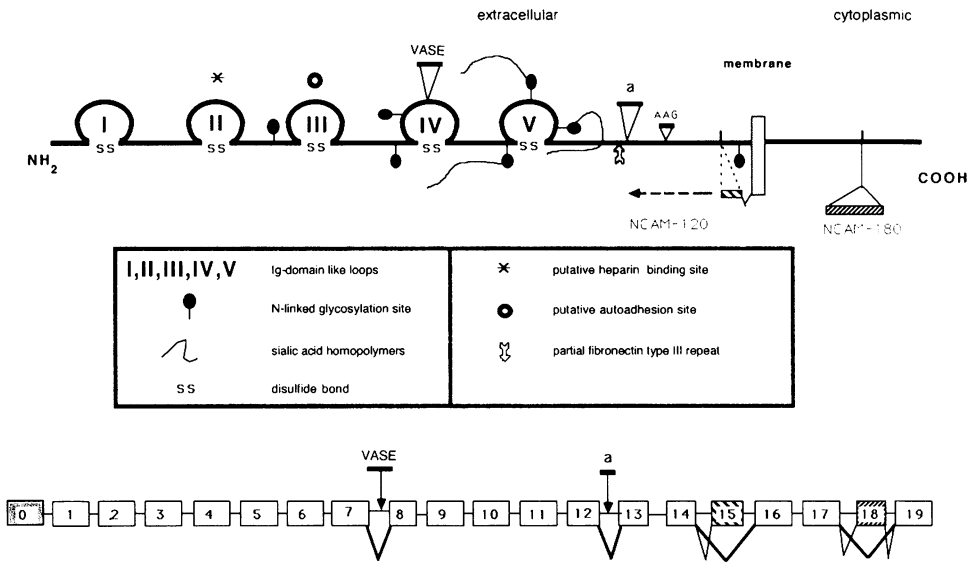 extracellular cytoplasmic
VASE
membrane
a
AAG
I II III IV V
SS SS SS SS SS
NH2
COOH
NCAM-120 NCAM-180
I,II,III,IV,V Ig-domain like loops
N-linked glycosylation site
sialic acid homopolymers
SS disulfide bond
* putative heparin binding site
putative autoadhesion site
partial fibronectin type III repeat
VASE a
0 1 2 3 4 5 6 7 8 9 10 11 12 13 14 15 16 17 18 19